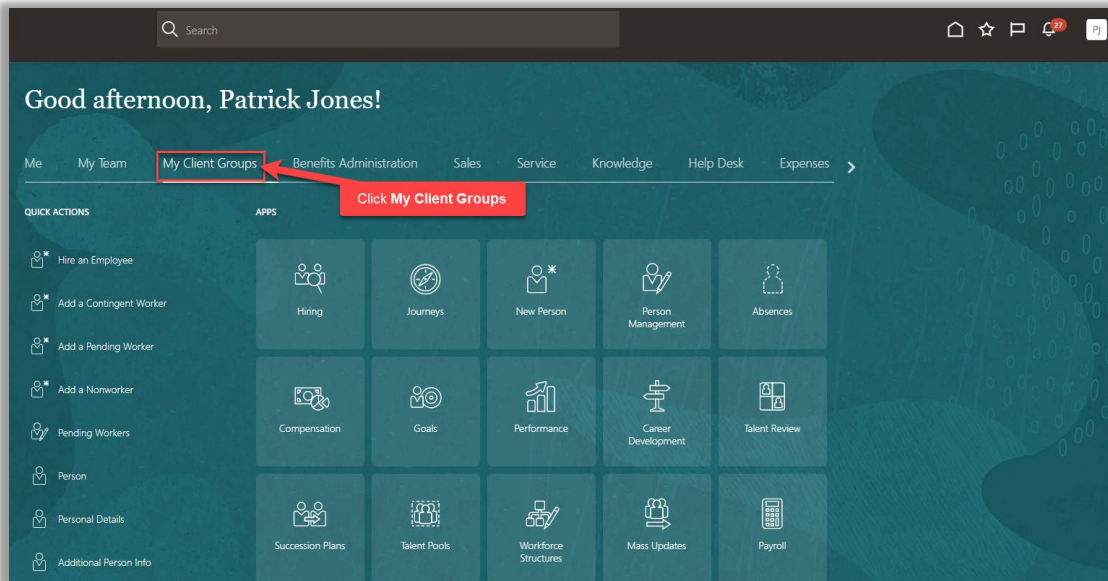 Search
27
PJ
Good afternoon, Patrick Jones!
Me My Team My Client Groups Benefits Administration Sales Service Knowledge Help Desk Expenses
Click My Client Groups
QUICK ACTIONS
Hire an Employee
Add a Contingent Worker
Add a Pending Worker
Add a Nonworker
Pending Workers
Person
Personal Details
Additional Person Info
APPS
Hiring
Journeys
New Person
Person
Management
Absences
Compensation
Goals
Performance
Career
Development
Talent Review
Succession Plans
Talent Pools
Workforce
Structures
Mass Updates
Payroll